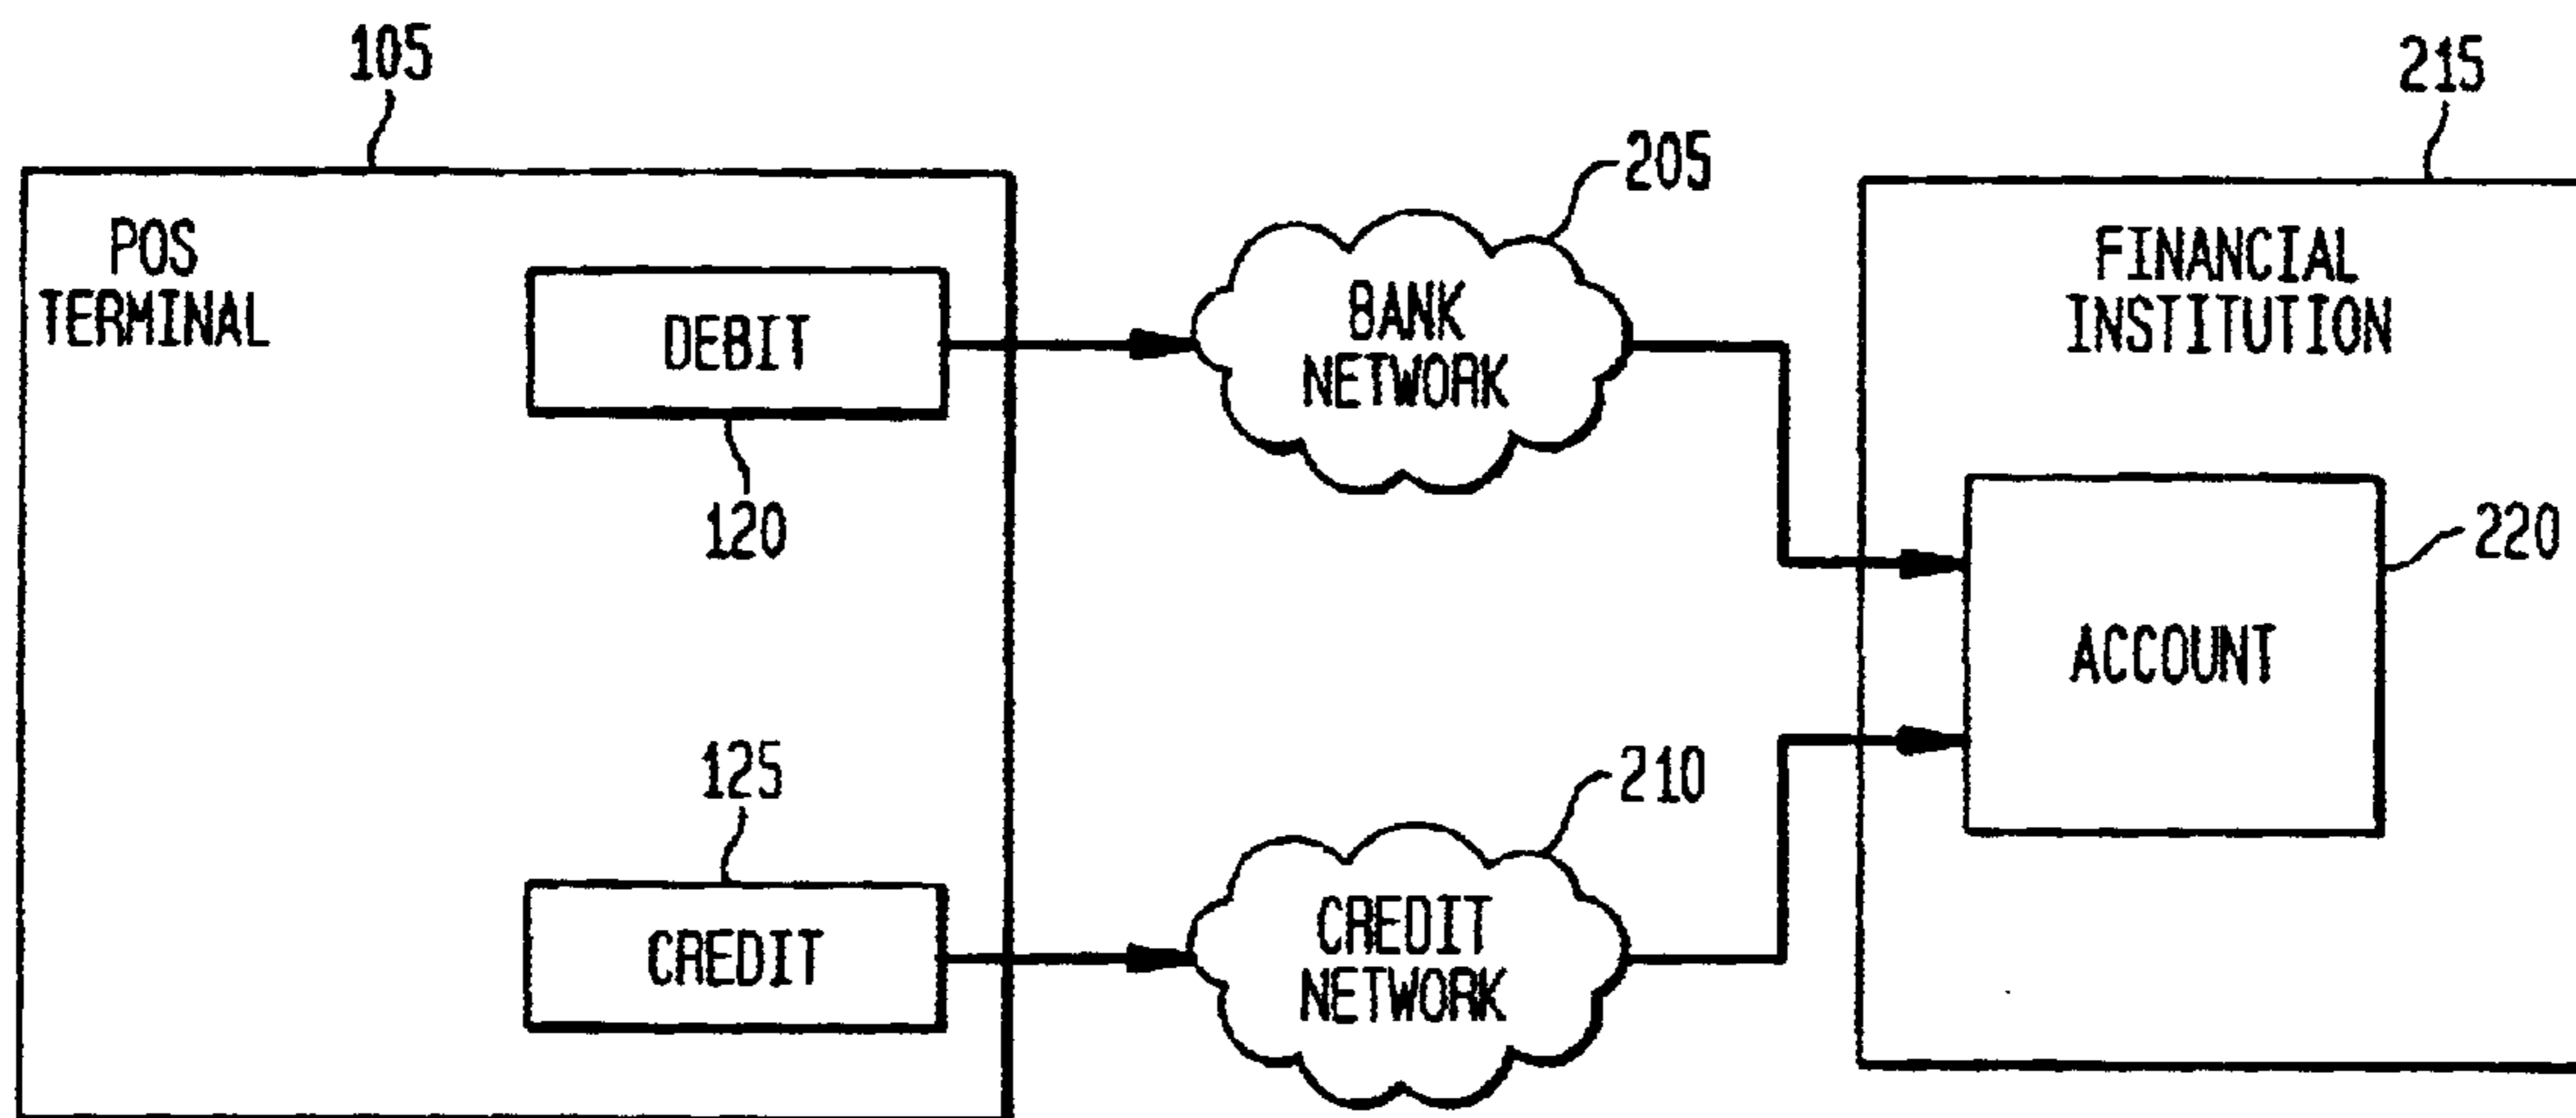 105
215
205
POS
TERMINAL
DEBIT
BANK
NETWORK
FINANCIAL
INSTITUTION
120
220
ACCOUNT
125
210
CREDIT
CREDIT
NETWORK